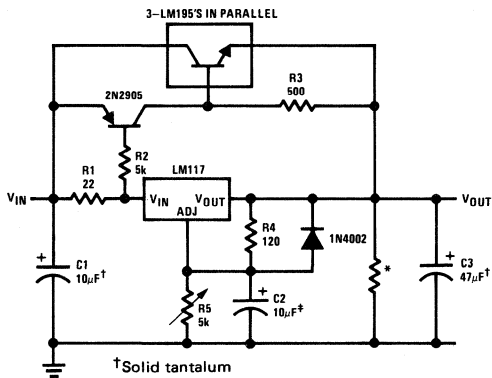 3–LM195'S IN PARALLEL
2N2905
R3
500
R2
5k
LM117
R1
22
VIN
VIN
VOUT
ADJ
VOUT
R4
120
1N4002
*
+
C1
10μF†
R5
5k
+
C2
10μF‡
+
C3
47μF†
†Solid tantalum